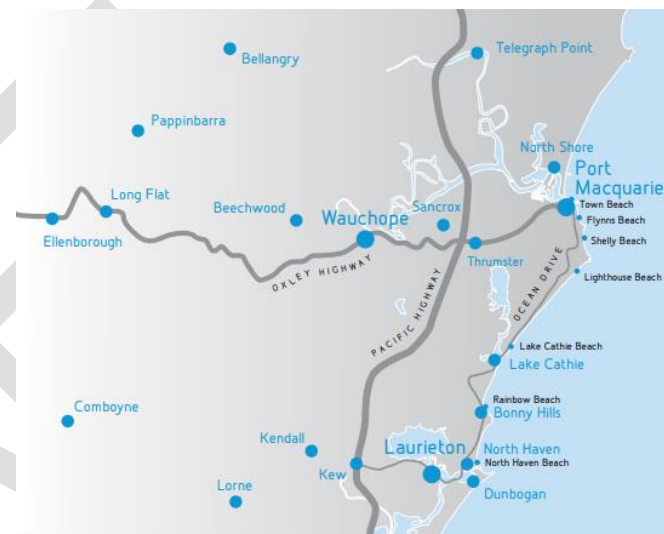 Telegraph Point
Bellangry
Pappinbarra
North Shore
Port
Macquarie
Town Beach
Flynns Beach
Shelly Beach
Lighthouse Beach
Long Flat
Ellenborough
Beechwood
Wauchope
Sancrox
Thrumster
OXLEY HIGHWAY
PACIFIC HIGHWAY
OCEAN DRIVE
Lake Cathie Beach
Lake Cathie
Rainbow Beach
Bonny Hills
Comboyne
Kendall
Laurieton
North Haven
North Haven Beach
Kew
Lorne
Dunbogan